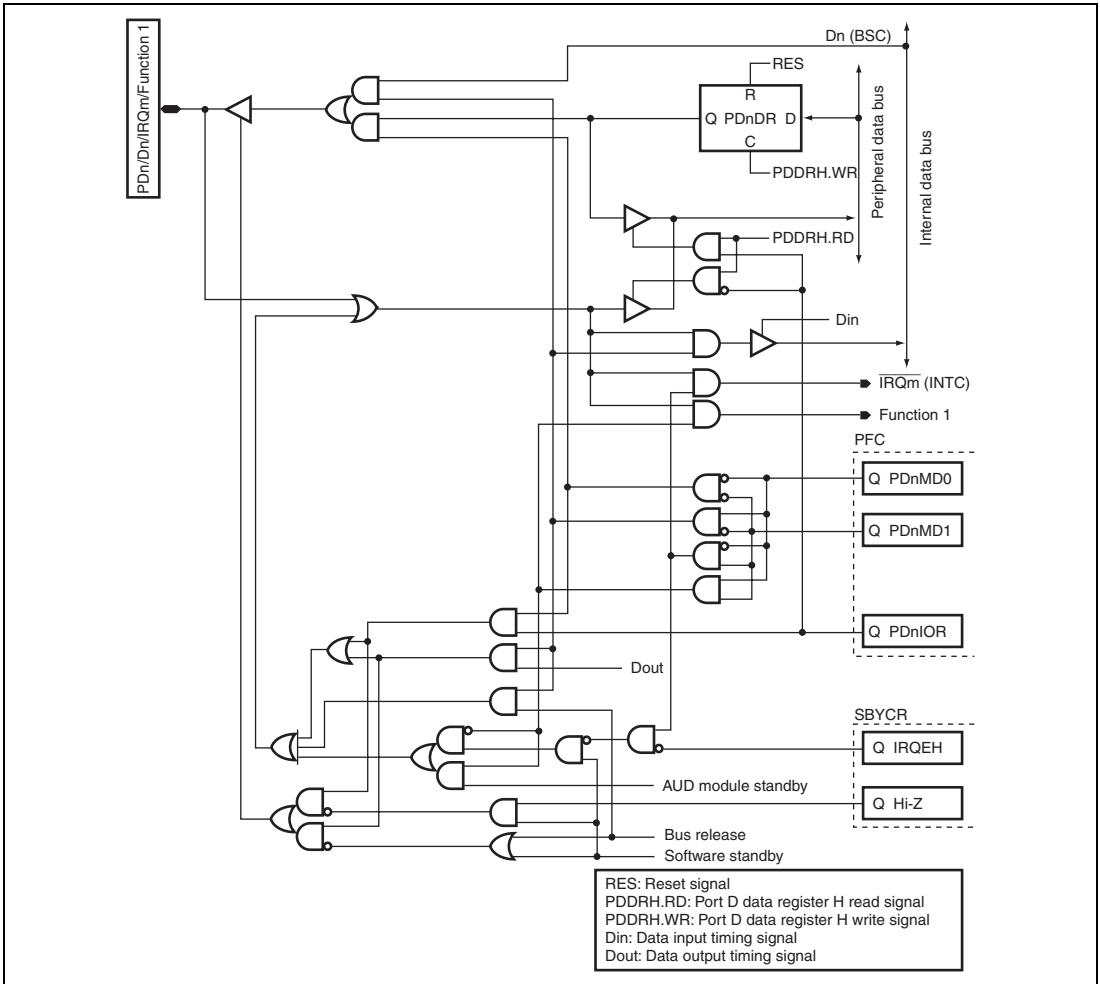 PDn/Dn/IRQm/Function 1
Dn (BSC)
RES
R
Q PDnDR D
C
PDDRH.WR
Peripheral data bus
Internal data bus
PDDRH.RD
Din
IRQm (INTC)
Function 1
PFC
Q PDnMD0
Q PDnMD1
Q PDnIOR
Dout
SBYCR
Q IRQEH
AUD module standby
Q Hi-Z
Bus release
Software standby
RES: Reset signal
PDDRH.RD: Port D data register H read signal
PDDRH.WR: Port D data register H write signal
Din: Data input timing signal
Dout: Data output timing signal